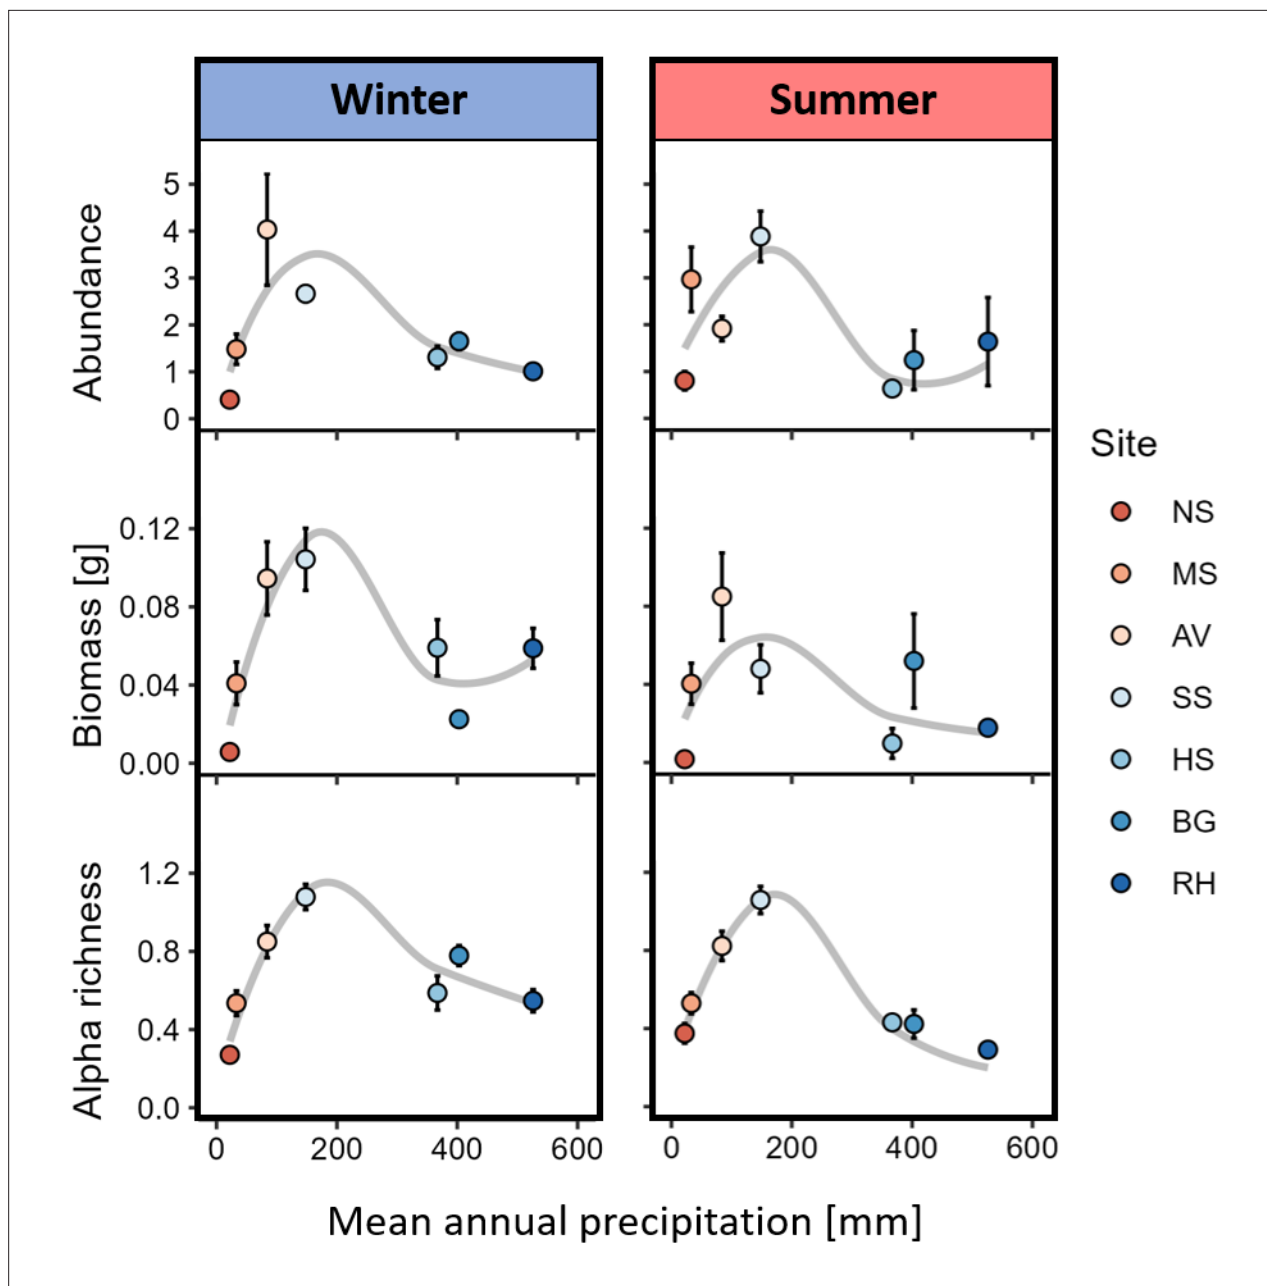 Winter
Summer
Abundance
5
4
3
2
1
0
Biomass [g]
0.12
0.08
0.04
0.00
Alpha richness
1.2
0.8
0.4
0.0
0 200 400 600
0 200 400 600
Mean annual precipitation [mm]
Site
NS
MS
AV
SS
HS
BG
RH